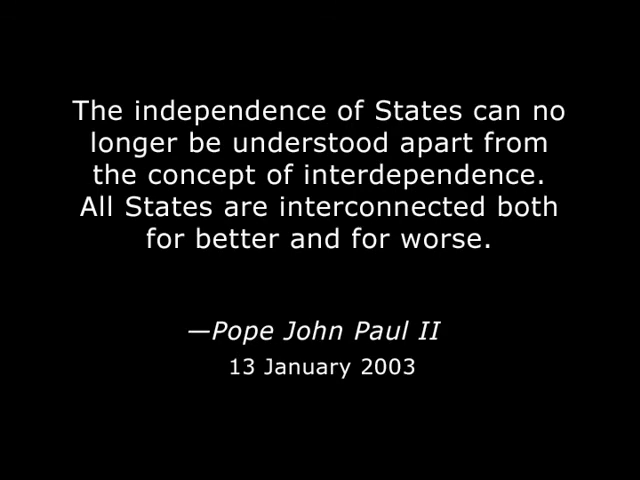 The independence of States can no
longer be understood apart from
the concept of interdependence.
All States are interconnected both
for better and for worse.
—Pope John Paul II
13 January 2003